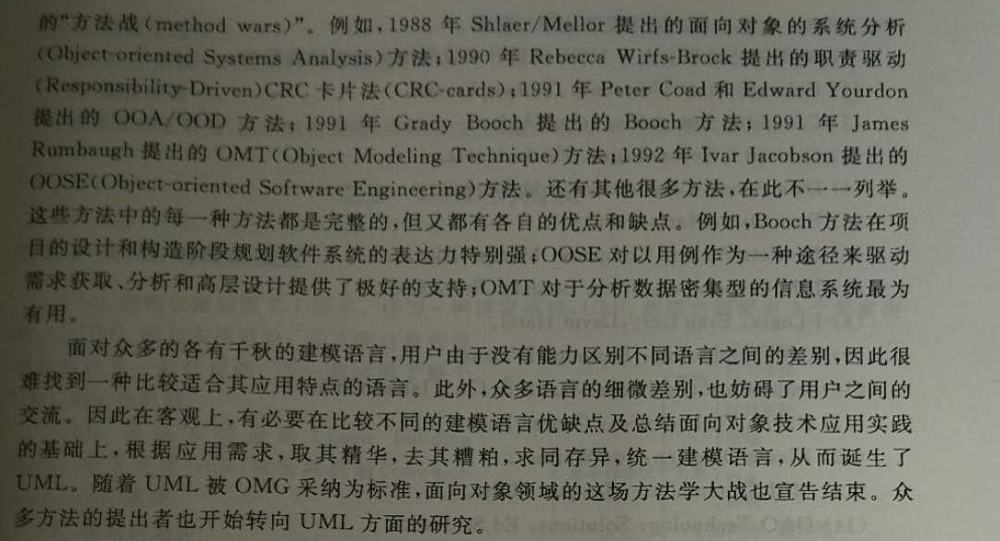 的“方法战(method wars)”。例如,1988 年 Shlaer/Mellor 提出的面向对象的系统分析
(Object-oriented Systems Analysis)方法;1990 年 Rebecca Wirfs-Brock 提出的职责驱动
(Responsibility-Driven)CRC 卡片法(CRC-cards);1991 年 Peter Coad 和 Edward Yourdon
提出的 OOA/OOD 方法;1991 年 Grady Booch 提出的 Booch 方法;1991 年 James
Rumbaugh 提出的 OMT(Object Modeling Technique)方法;1992 年 Ivar Jacobson 提出的
OOSE(Object-oriented Software Engineering)方法。还有其他很多方法,在此不一一列举。
这些方法中的每一种方法都是完整的,但又都有各自的优点和缺点。例如,Booch 方法在项
目的设计和构造阶段规划软件系统的表达力特别强;OOSE 对以用例作为一种途径来驱动
需求获取、分析和高层设计提供了极好的支持;OMT 对于分析数据密集型的信息系统最为
有用。
面对众多的各有千秋的建模语言,用户由于没有能力区别不同语言之间的差别,因此很
难找到一种比较适合其应用特点的语言。此外,众多语言的细微差别,也妨碍了用户之间的
交流。因此在客观上,有必要在比较不同的建模语言优缺点及总结面向对象技术应用实践
的基础上,根据应用需求,取其精华,去其糟粕,求同存异,统一建模语言,从而诞生了
UML。随着 UML 被 OMG 采纳为标准,面向对象领域的这场方法学大战也宣告结束。众
多方法的提出者也开始转向 UML 方面的研究。